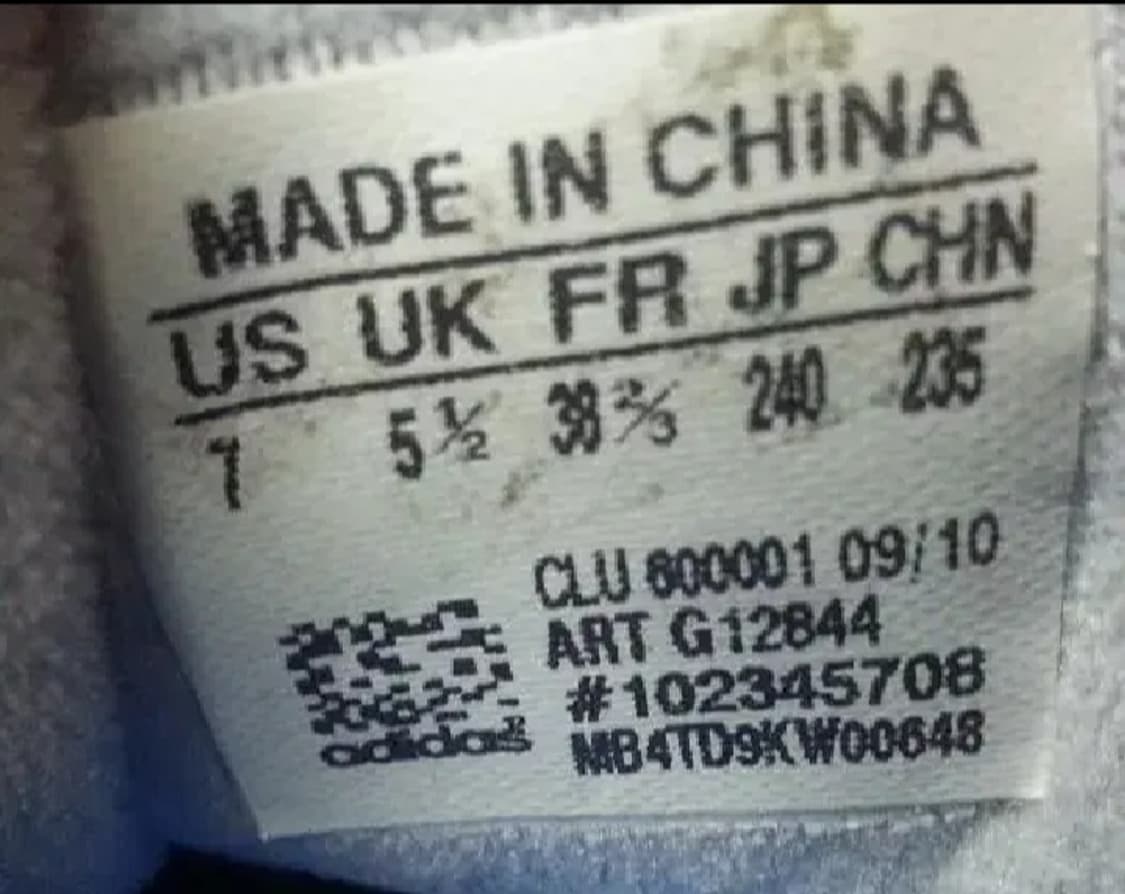 MADE IN CHINA
US UK FR JP CHN
7 5½ 38⅔ 240 235
CLU 600001 09/10
ART G12844
#102345708
MB4TD9KW00648
adidas